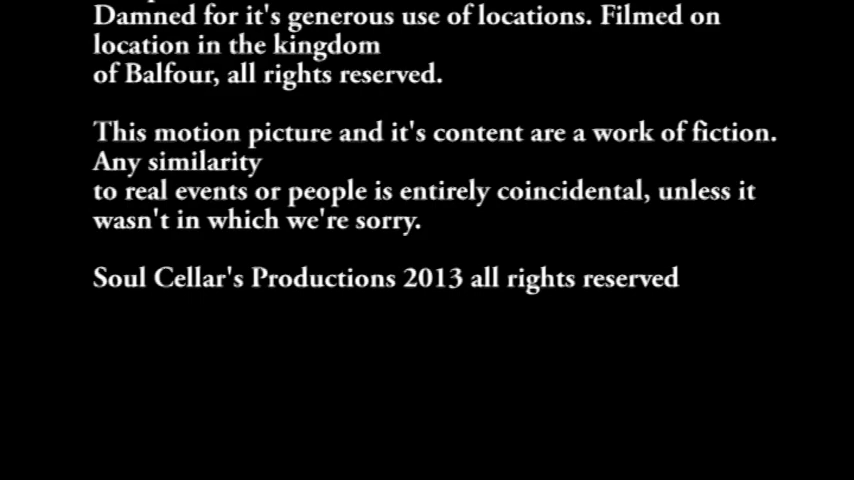 Damned for it's generous use of locations. Filmed on
location in the kingdom
of Balfour, all rights reserved.
This motion picture and it's content are a work of fiction.
Any similarity
to real events or people is entirely coincidental, unless it
wasn't in which we're sorry.
Soul Cellar's Productions 2013 all rights reserved